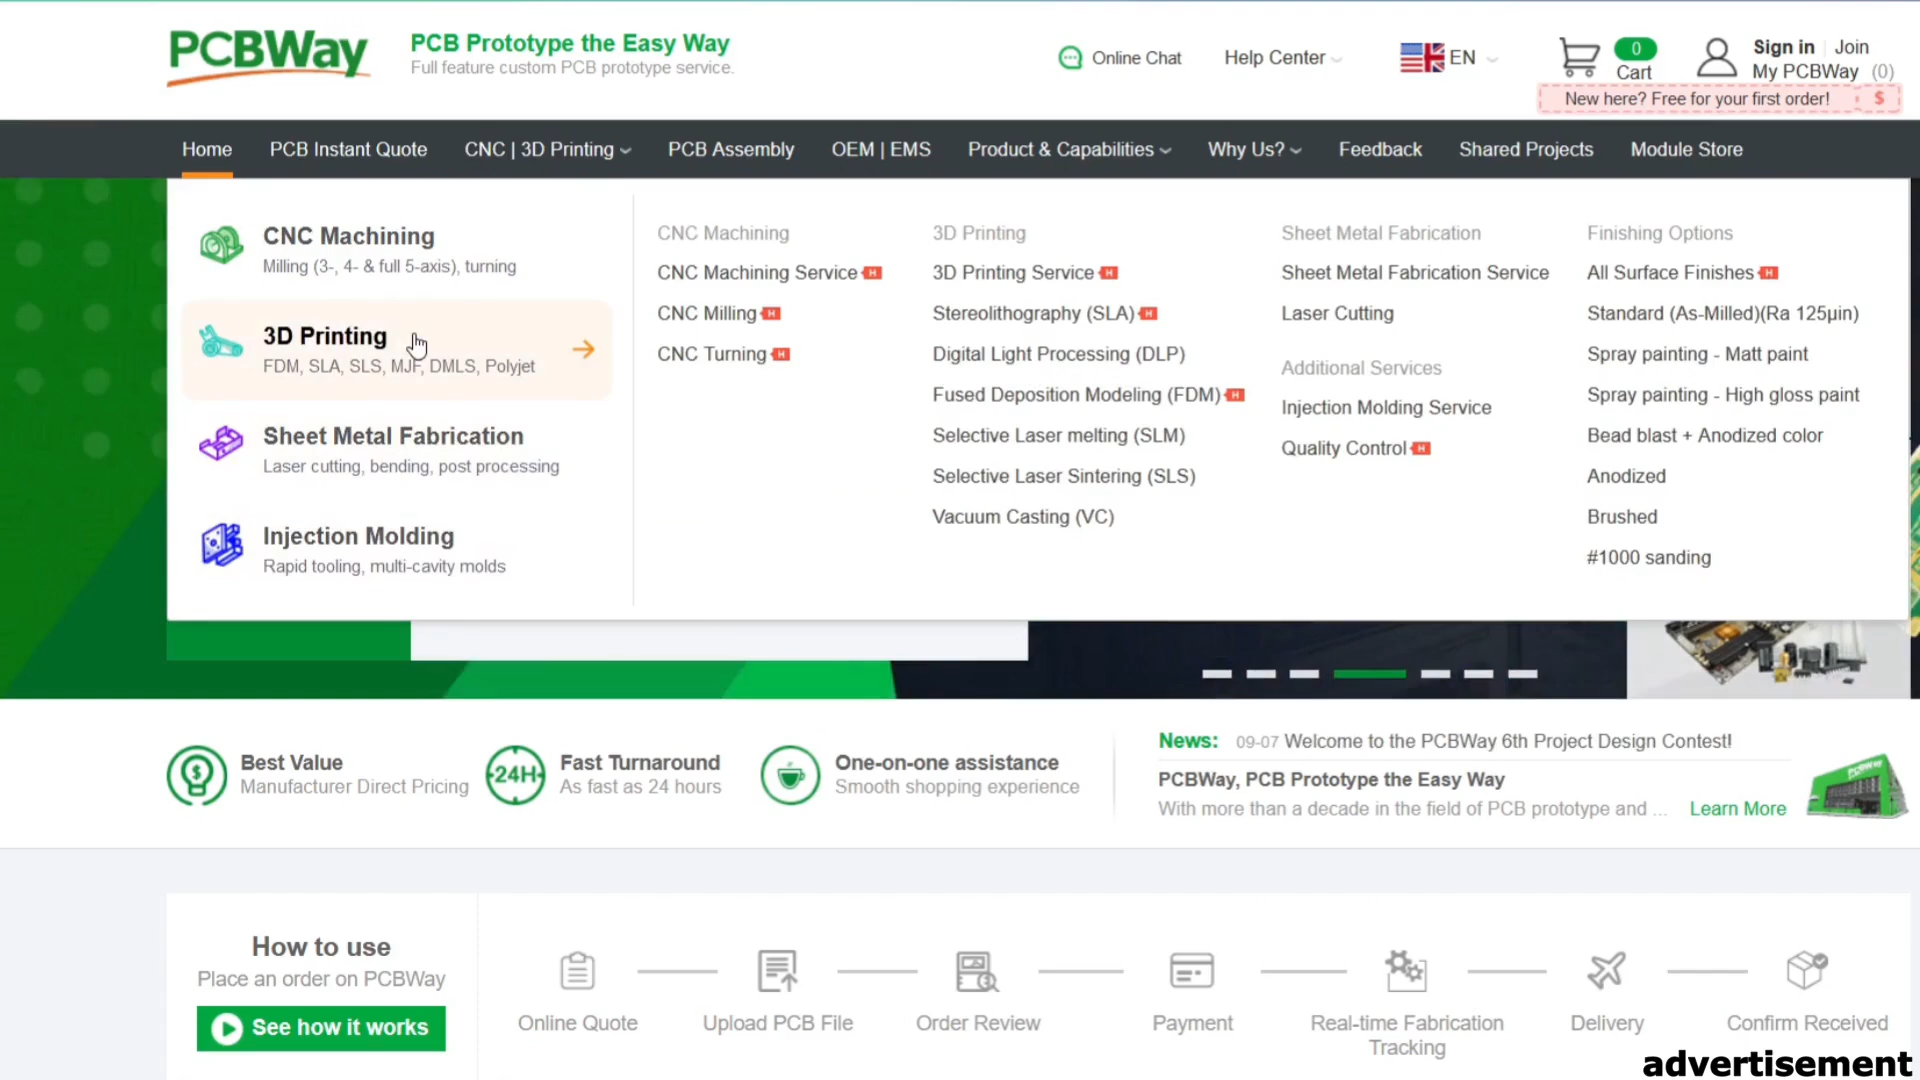 PCBWay
PCB Prototype the Easy Way
Full feature custom PCB prototype service.
Online Chat
Help Center
EN
0
Cart
Sign in
Join
My PCBWay (0)
New here? Free for your first order! $
Home
PCB Instant Quote
CNC | 3D Printing
PCB Assembly
OEM | EMS
Product & Capabilities
Why Us?
Feedback
Shared Projects
Module Store
CNC Machining
Milling (3-, 4- & full 5-axis), turning
3D Printing
FDM, SLA, SLS, MJF, DMLS, Polyjet
Sheet Metal Fabrication
Laser cutting, bending, post processing
Injection Molding
Rapid tooling, multi-cavity molds
CNC Machining
CNC Machining Service H
CNC Milling H
CNC Turning H
3D Printing
3D Printing Service H
Stereolithography (SLA) H
Digital Light Processing (DLP)
Fused Deposition Modeling (FDM) H
Selective Laser melting (SLM)
Selective Laser Sintering (SLS)
Vacuum Casting (VC)
Sheet Metal Fabrication
Sheet Metal Fabrication Service
Laser Cutting
Additional Services
Injection Molding Service
Quality Control H
Finishing Options
All Surface Finishes H
Standard (As-Milled)(Ra 125µin)
Spray painting - Matt paint
Spray painting - High gloss paint
Bead blast + Anodized color
Anodized
Brushed
#1000 sanding
$
Best Value
Manufacturer Direct Pricing
24H
Fast Turnaround
As fast as 24 hours
One-on-one assistance
Smooth shopping experience
News: 09-07 Welcome to the PCBWay 6th Project Design Contest!
PCBWay, PCB Prototype the Easy Way
With more than a decade in the field of PCB prototype and ... Learn More
PCBWay
How to use
Place an order on PCBWay
See how it works
Online Quote
Upload PCB File
Order Review
Payment
Real-time Fabrication
Tracking
Delivery
Confirm Received
advertisement